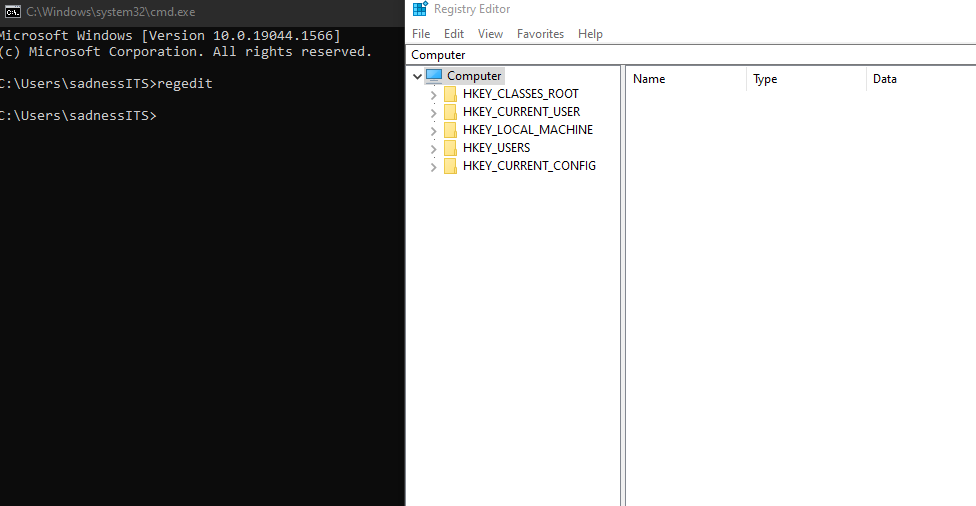 C:\Windows\system32\cmd.exe
Microsoft Windows [Version 10.0.19044.1566]
(c) Microsoft Corporation. All rights reserved.
C:\Users\sadnessITS>regedit
C:\Users\sadnessITS>
Registry Editor
File Edit View Favorites Help
Computer
Computer
HKEY_CLASSES_ROOT
HKEY_CURRENT_USER
HKEY_LOCAL_MACHINE
HKEY_USERS
HKEY_CURRENT_CONFIG
Name Type Data